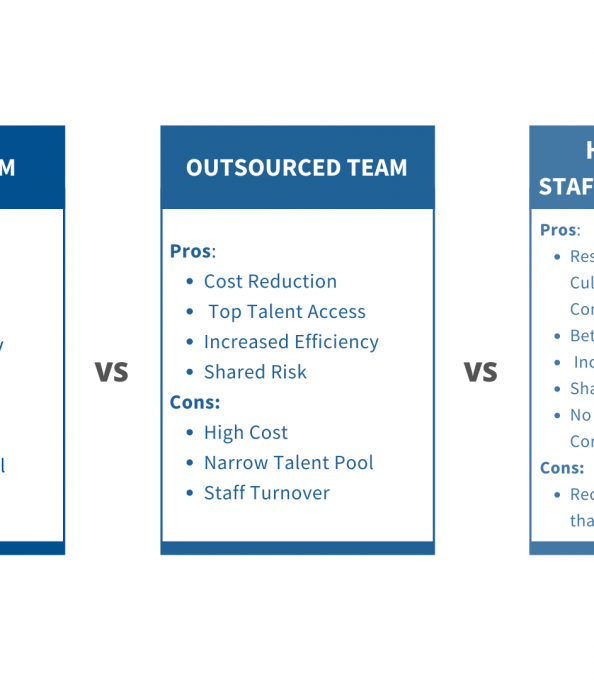 M
y
l
VS
OUTSOURCED TEAM
Pros:
• Cost Reduction
• Top Talent Access
• Increased Efficiency
• Shared Risk
Cons:
• High Cost
• Narrow Talent Pool
• Staff Turnover
VS
H
STAF
Pros:
• Res
Cul
Cor
• Bet
• Inc
• Sha
• No
Cor
Cons:
• Rec
tha